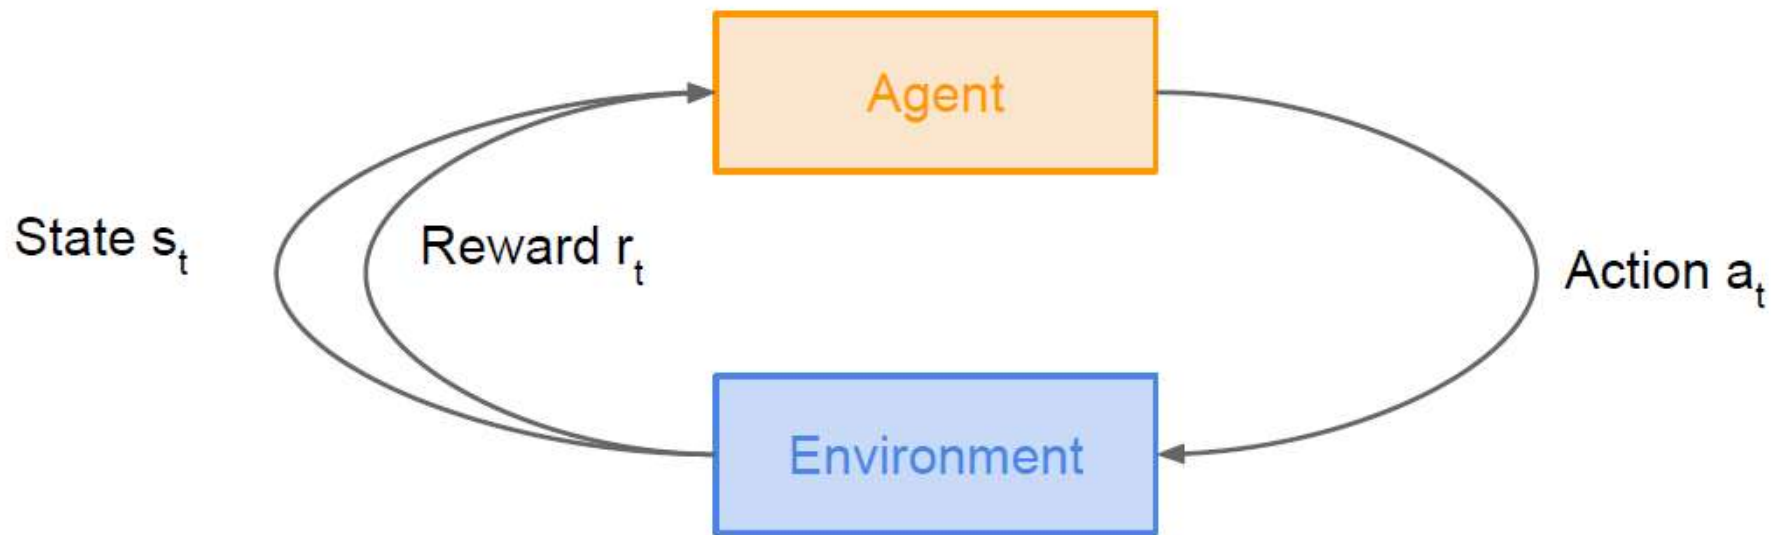 Agent
State sₜ
Reward rₜ
Action aₜ
Environment